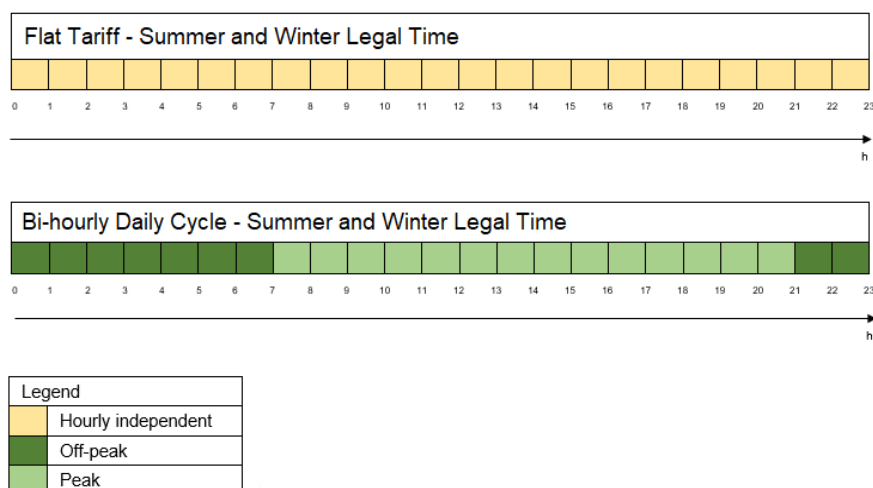 Flat Tariff - Summer and Winter Legal Time
0 1 2 3 4 5 6 7 8 9 10 11 12 13 14 15 16 17 18 19 20 21 22 23
h
Bi-hourly Daily Cycle - Summer and Winter Legal Time
0 1 2 3 4 5 6 7 8 9 10 11 12 13 14 15 16 17 18 19 20 21 22 23
h
Legend
Hourly independent
Off-peak
Peak